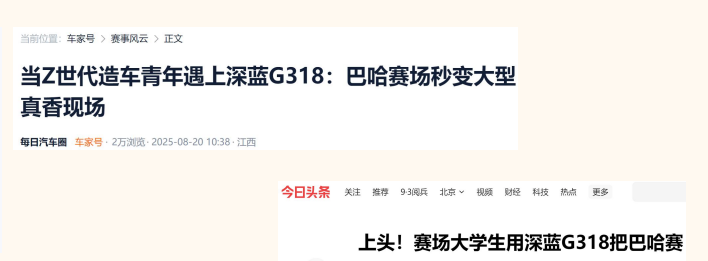 当前位置： 车家号 > 赛事风云 > 正文
当Z世代造车青年遇上深蓝G318：巴哈赛场秒变大型
真香现场
每日汽车圈 车家号 · 2万浏览 · 2025-08-20 10:38 · 江西
今日头条 关注 推荐 9·3阅兵 北京 视频 财经 科技 热点 更多
上头！赛场大学生用深蓝G318把巴哈赛